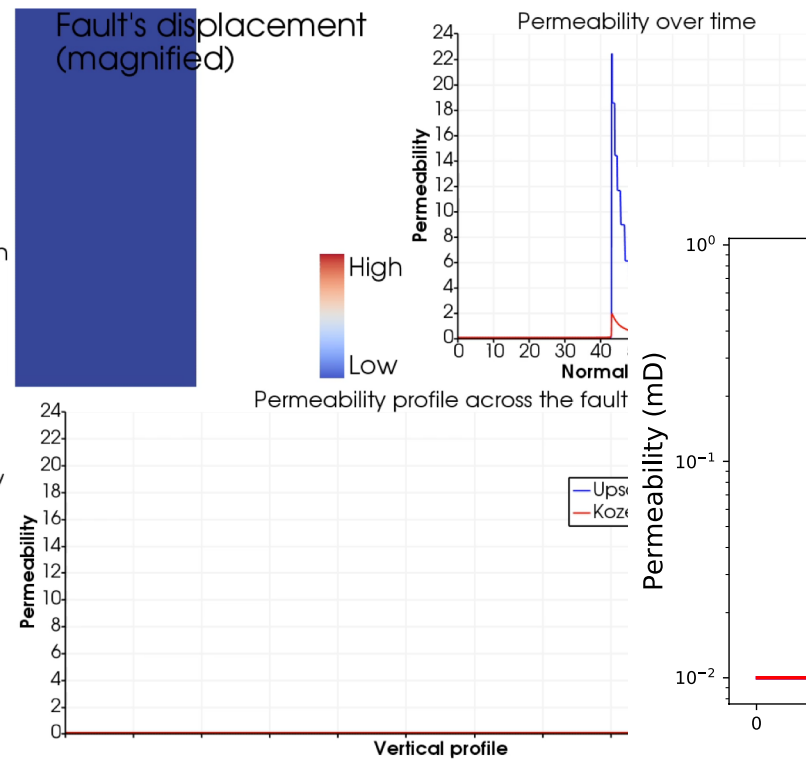 Fault's displacement
(magnified)
High
Low
Permeability over time
Permeability
24
22
20
18
16
14
12
10
8
6
4
2
0
0 10 20 30 40
Normal
Permeability profile across the fault
Permeability
24
22
20
18
16
14
12
10
8
6
4
2
0
Vertical profile
Permeability (mD)
10⁰
10⁻¹
10⁻²
0